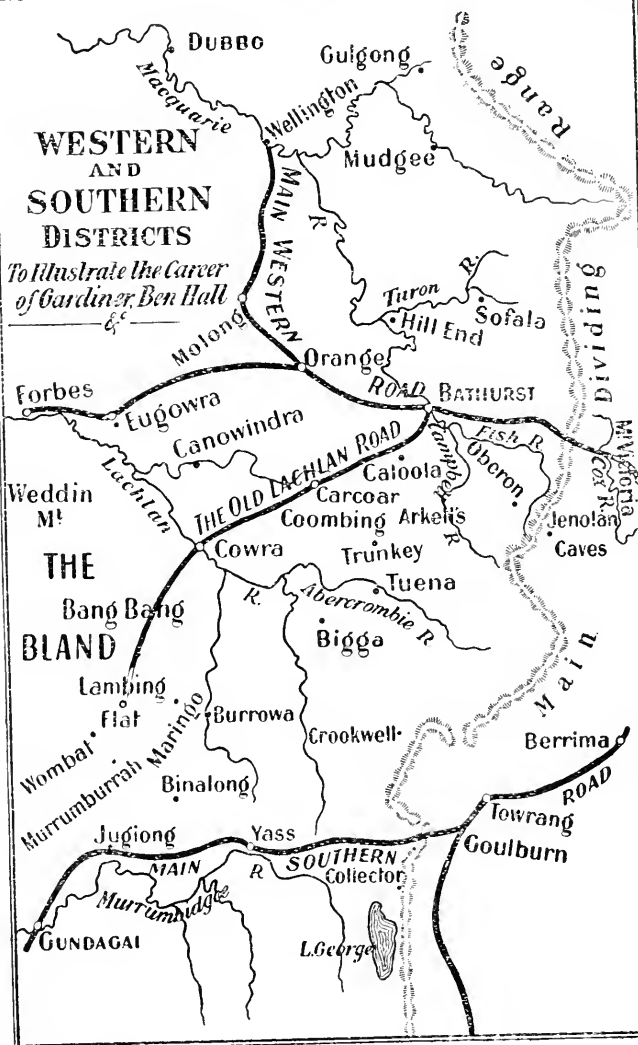 DUBBO
Gulgong
Macquarie
Wellington
Range
WESTERN
AND
SOUTHERN
DISTRICTS
To Illustrate the Career
of Gardiner, Ben Hall
&c
Mudgee
MAIN WESTERN ROAD
R.
Turon R.
Hill End
Sofala
Molong
Orange
Dividing
Forbes
Eugowra
BATHURST
Canowindra
Fish R.
Mt Victoria
Cox R.
Lachlan R.
THE OLD LACHLAN ROAD
Caloola
Campbell R.
Oberon
Weddin
Mt
Carcoar
Coombing
Arkell's
Jenolan
Caves
Cowra
Trunkey
THE
BLAND
Tuena
Abercrombie R.
Bang Bang
Bigga
Main
Lambing
Flat
Maringo
Burrowa
Crookwell
Berrima
Wombat
Murrumburrah
Binalong
Towrang
Goulburn
Jugiong
Yass
MAIN SOUTHERN ROAD
Collector
Murrumbidgee R.
GUNDAGAI
L. George